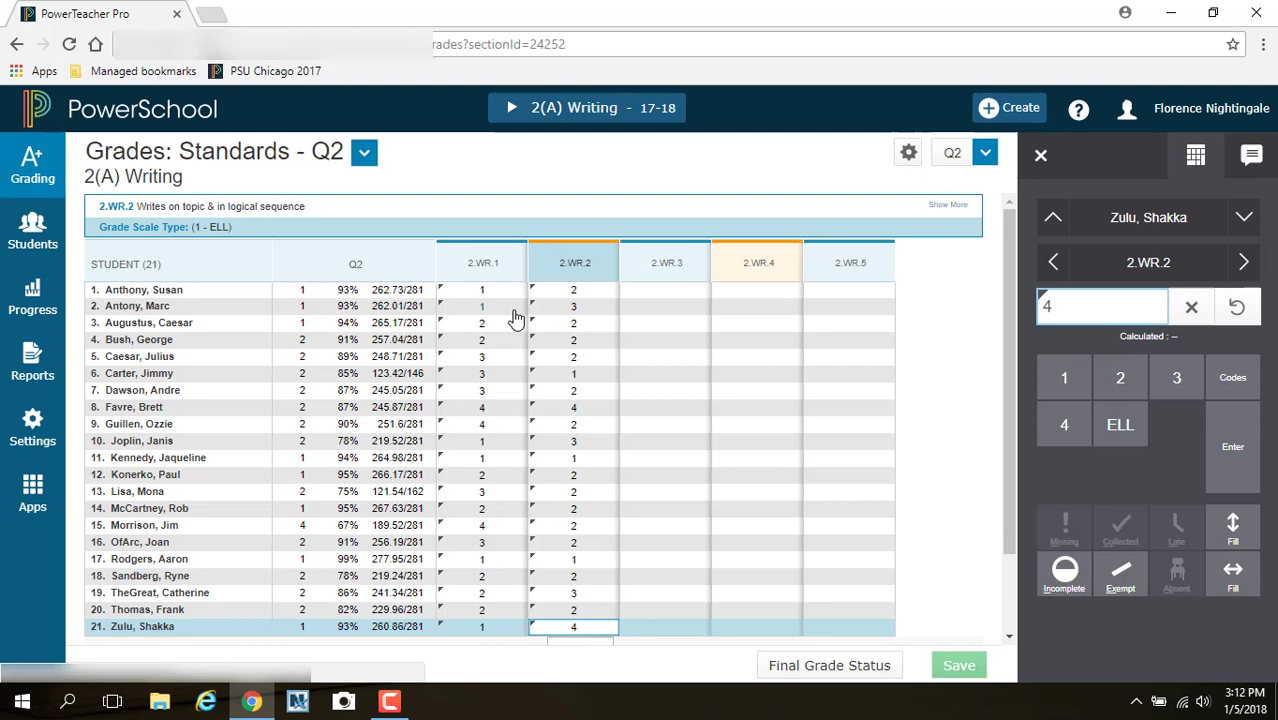 PowerTeacher Pro
grades?sectionId=24252
Apps Managed bookmarks PSU Chicago 2017
PowerSchool
2(A) Writing - 17-18
Create
Florence Nightingale
A+
Grading
Students
Progress
Reports
Settings
Apps
Grades: Standards - Q2
Q2
2(A) Writing
2.WR.2 Writes on topic & in logical sequence
Show More
Grade Scale Type: (1 - ELL)
STUDENT (21) Q2 2.WR.1 2.WR.2 2.WR.3 2.WR.4 2.WR.5
1. Anthony, Susan 1 93% 262.73/281 1 2
2. Antony, Marc 1 93% 262.01/281 1 3
3. Augustus, Caesar 1 94% 265.17/281 2 2
4. Bush, George 2 91% 257.04/281 2 2
5. Caesar, Julius 2 89% 248.71/281 3 2
6. Carter, Jimmy 2 85% 123.42/146 3 1
7. Dawson, Andre 2 87% 245.05/281 3 2
8. Favre, Brett 2 87% 245.87/281 4 4
9. Guillen, Ozzie 2 90% 251.6/281 4 2
10. Joplin, Janis 2 78% 219.52/281 1 3
11. Kennedy, Jaqueline 1 94% 264.98/281 1 1
12. Konerko, Paul 1 95% 266.17/281 2 2
13. Lisa, Mona 2 75% 121.54/162 3 2
14. McCartney, Rob 1 95% 267.63/281 2 2
15. Morrison, Jim 4 67% 189.52/281 4 2
16. OfArc, Joan 2 91% 256.19/281 3 2
17. Rodgers, Aaron 1 99% 277.95/281 1 1
18. Sandberg, Ryne 2 78% 219.24/281 2 2
19. TheGreat, Catherine 2 86% 241.34/281 2 3
20. Thomas, Frank 2 82% 229.96/281 2 2
21. Zulu, Shakka 1 93% 260.86/281 1 4
Final Grade Status
Save
Zulu, Shakka
2.WR.2
4
Calculated : –
1 2 3 Codes
4 ELL Enter
Missing Collected Late Fill
Incomplete Exempt Absent Fill
3:12 PM
1/5/2018